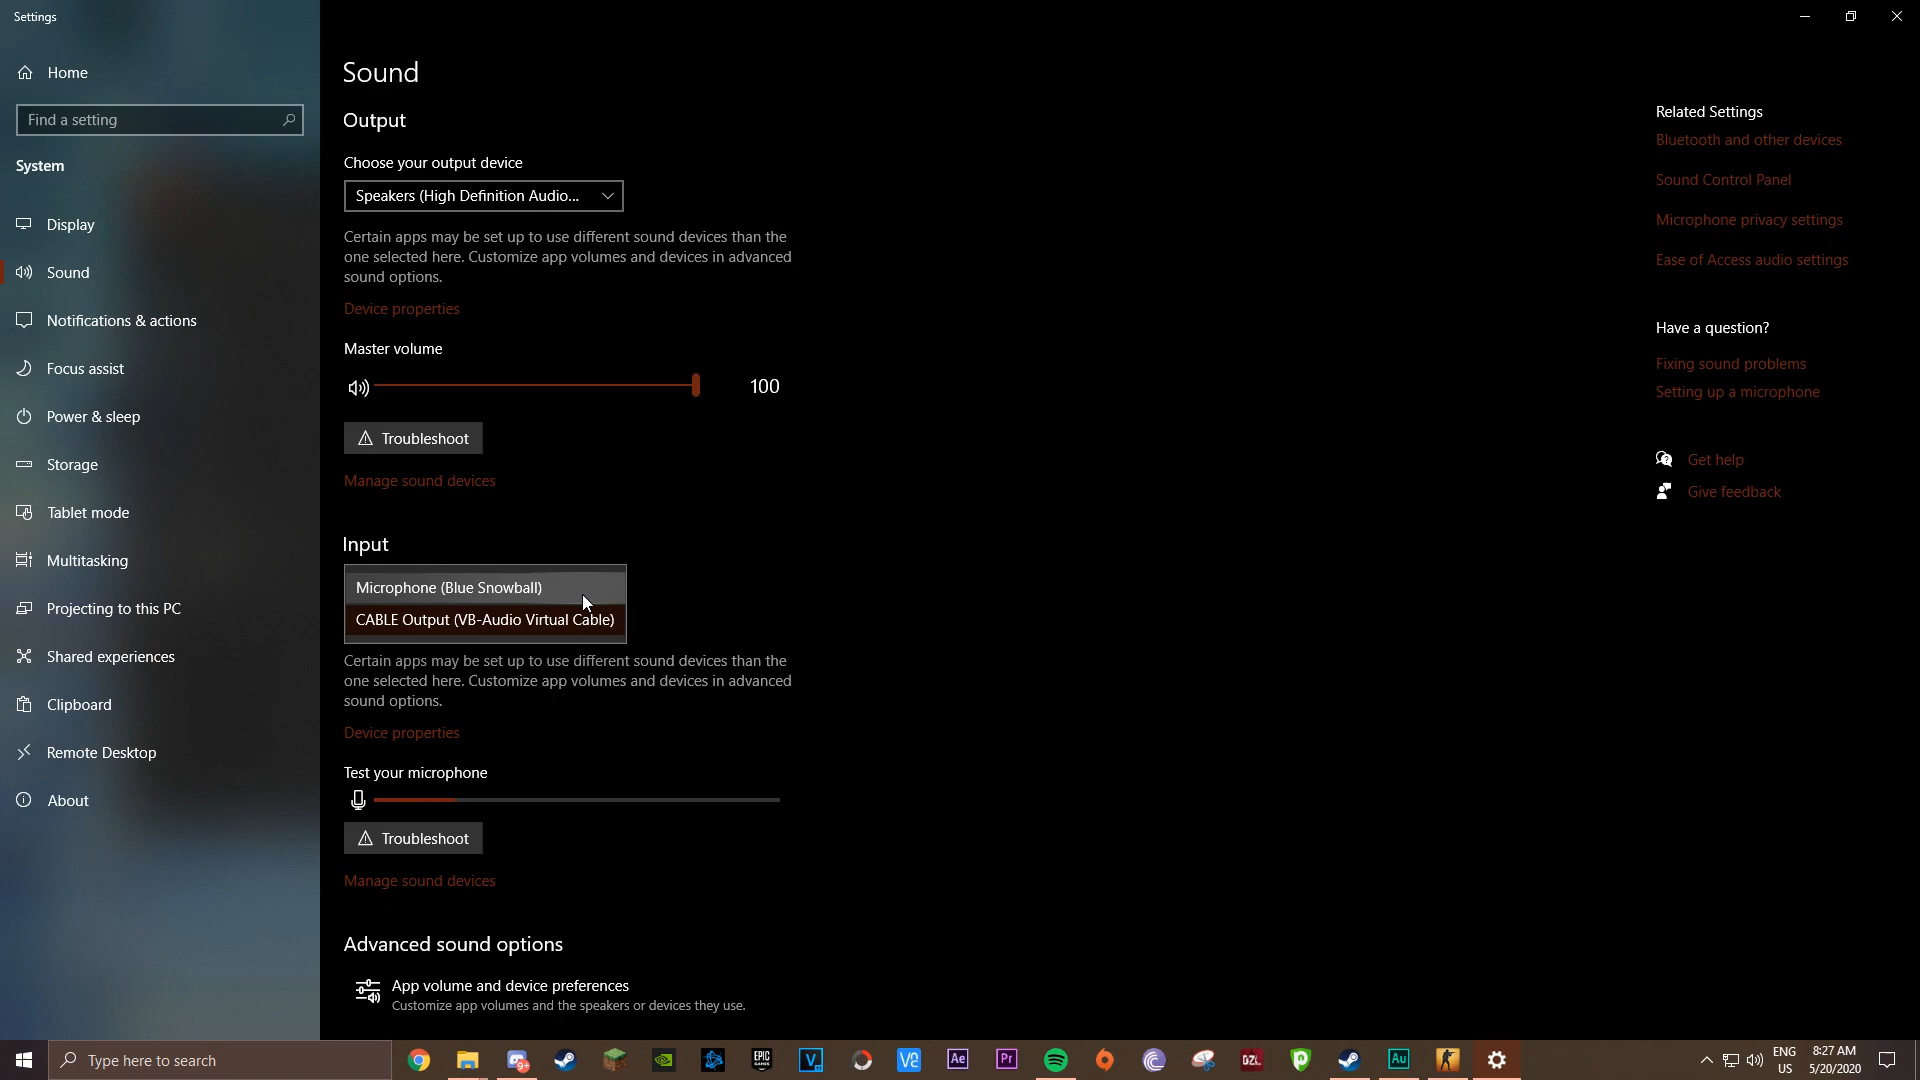 Settings
Home
Find a setting
System
Display
Sound
Notifications & actions
Focus assist
Power & sleep
Storage
Tablet mode
Multitasking
Projecting to this PC
Shared experiences
Clipboard
Remote Desktop
About
Sound
Output
Choose your output device
Speakers (High Definition Audio...
Certain apps may be set up to use different sound devices than the
one selected here. Customize app volumes and devices in advanced
sound options.
Device properties
Master volume
100
Troubleshoot
Manage sound devices
Input
Microphone (Blue Snowball)
CABLE Output (VB-Audio Virtual Cable)
Certain apps may be set up to use different sound devices than the
one selected here. Customize app volumes and devices in advanced
sound options.
Device properties
Test your microphone
Troubleshoot
Manage sound devices
Advanced sound options
App volume and device preferences
Customize app volumes and the speakers or devices they use.
Related Settings
Bluetooth and other devices
Sound Control Panel
Microphone privacy settings
Ease of Access audio settings
Have a question?
Fixing sound problems
Setting up a microphone
Get help
Give feedback
Type here to search
9+
EPIC
GAMES
V
V2
Ae
Pr
DZL
Au
ENG
US
8:27 AM
5/20/2020